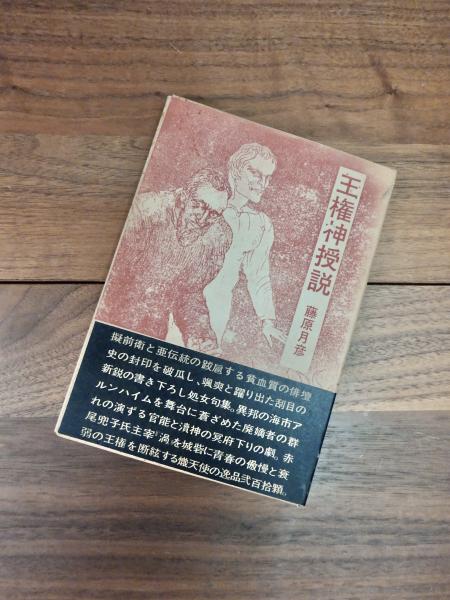 王権神授説
藤原月彦
擬前衛と亜伝統の跋扈する貧血質の俳壇
史の封印を破瓜し、颯爽と躍り出た刮目の
新鋭の書き下ろし処女句集。異邦の海市ア
ルンハイムを舞台に蒼ざめた廃嫡者の群
れの演ずる官能と潰神の冥府下りの劇。赤
尾兜子氏主宰『渦』を城砦に青春の傲慢と衰
弱の王権を断絃する熾天使の逸品弐百拾顆。